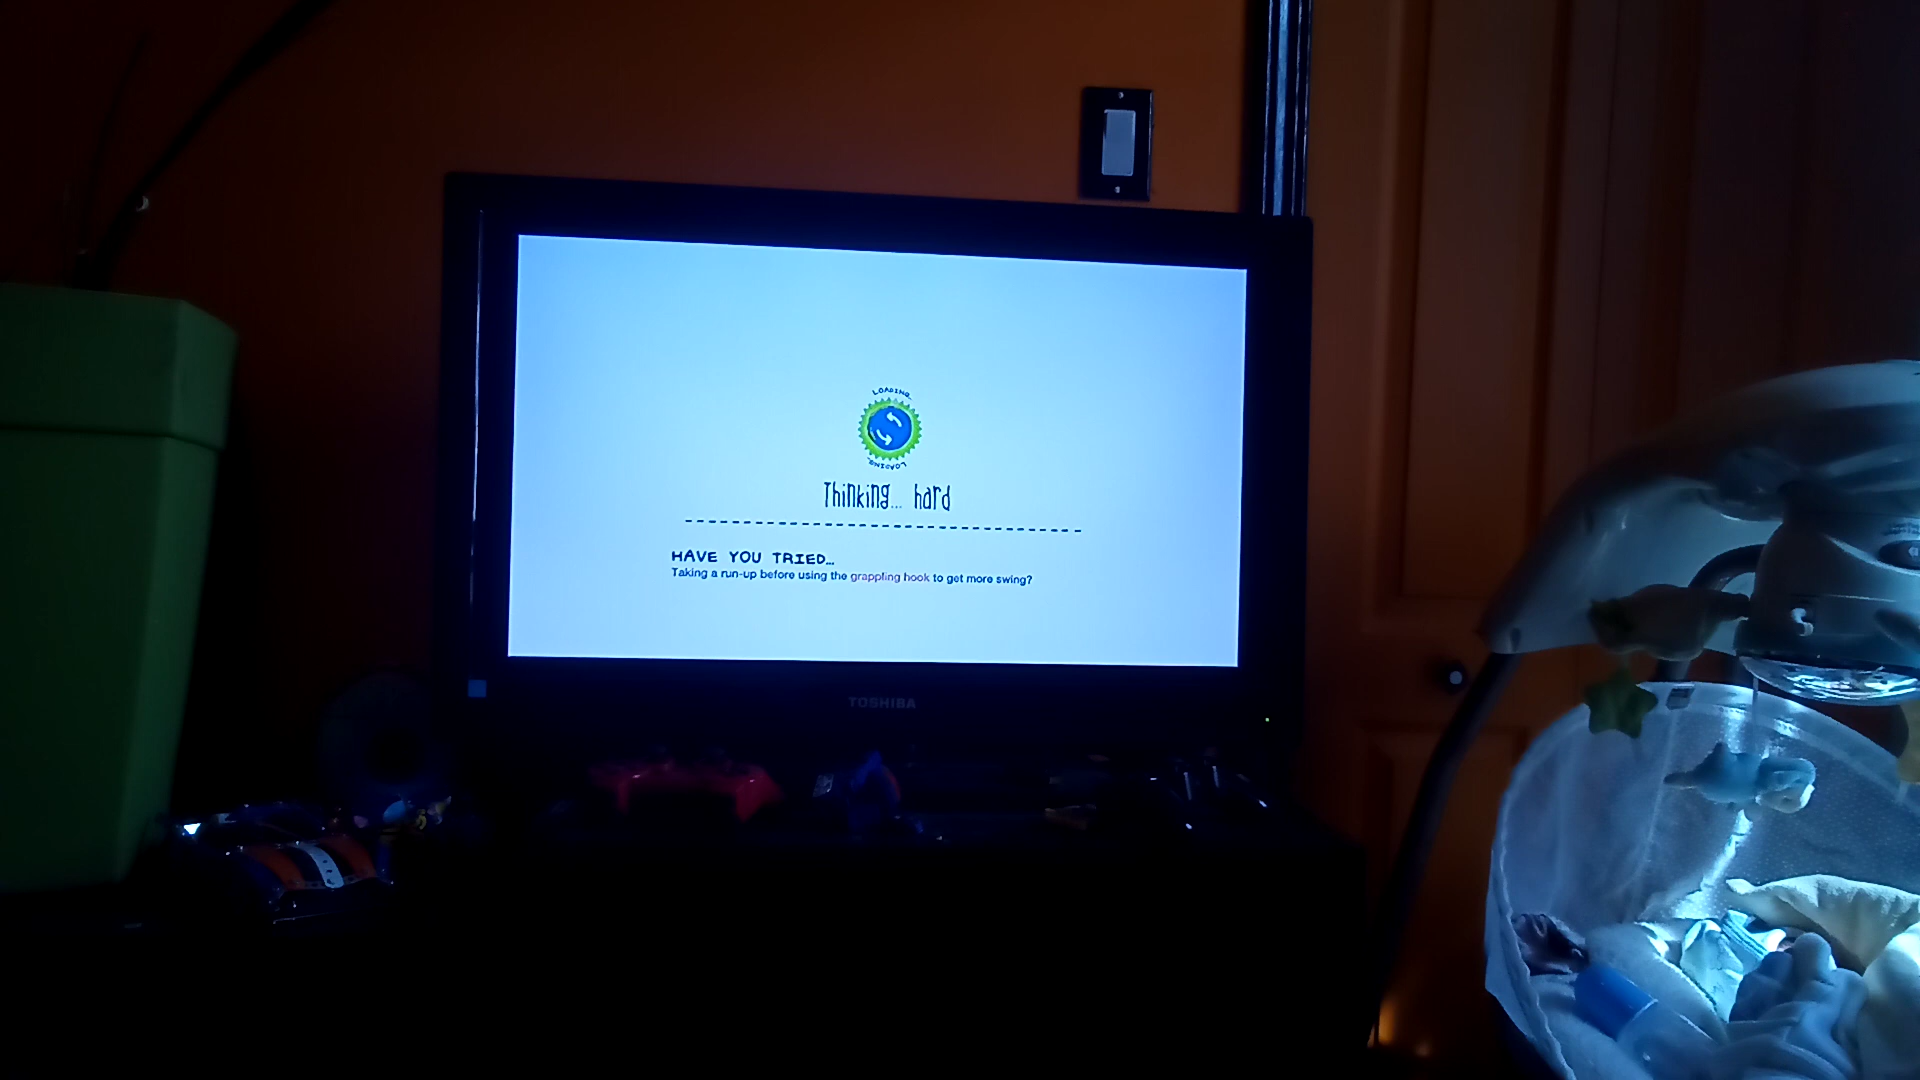 LOADING...
LOADING...
Thinking... hard
HAVE YOU TRIED...
Taking a run-up before using the grappling hook to get more swing?
TOSHIBA